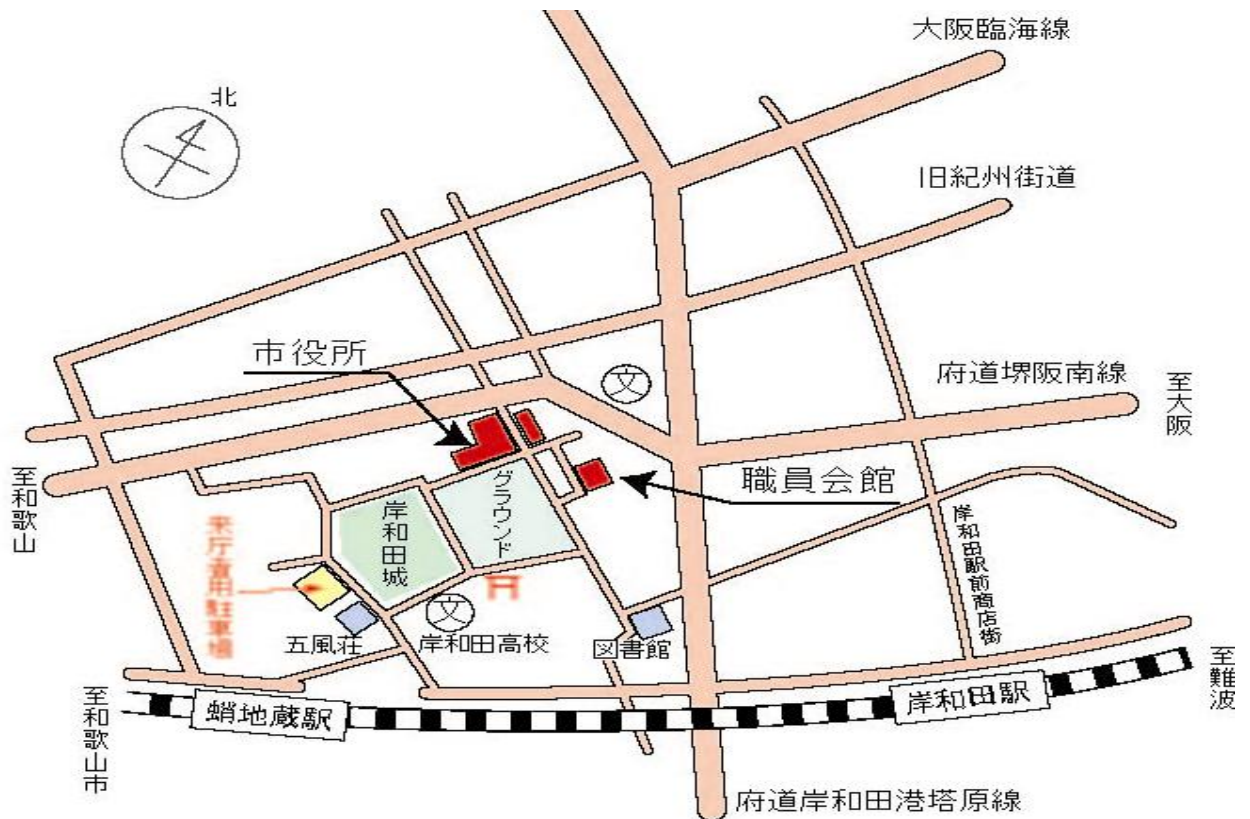 大阪臨海線
北
旧紀州街道
市役所
文
府道堺阪南線
至大阪
至和歌山
職員会館
グラウンド
岸和田城
来庁者用駐車場
岸和田駅前商店街
文
五風荘
岸和田高校
図書館
至和歌山市
蛸地蔵駅
岸和田駅
至難波
府道岸和田港塔原線